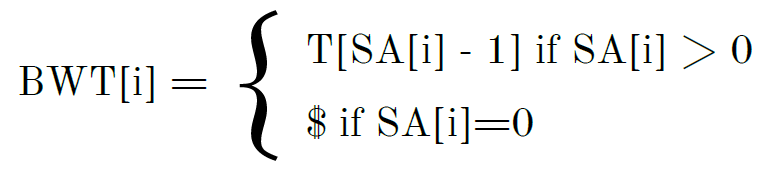 T[SA[i] - 1] if SA[i] > 0
BWT[i] = {
$ if SA[i]=0